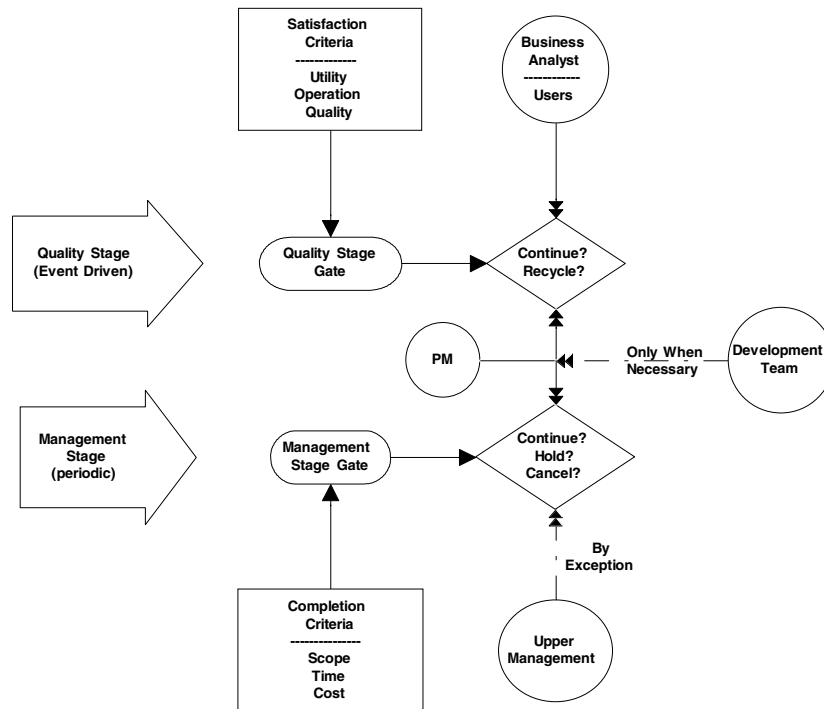 Satisfaction
Criteria
-------------
Utility
Operation
Quality
Business
Analyst
------------
Users
Quality Stage
(Event Driven)
Quality Stage
Gate
Continue?
Recycle?
PM
Only When
Necessary
Development
Team
Management
Stage
(periodic)
Management
Stage Gate
Continue?
Hold?
Cancel?
By
Exception
Completion
Criteria
---------------
Scope
Time
Cost
Upper
Management